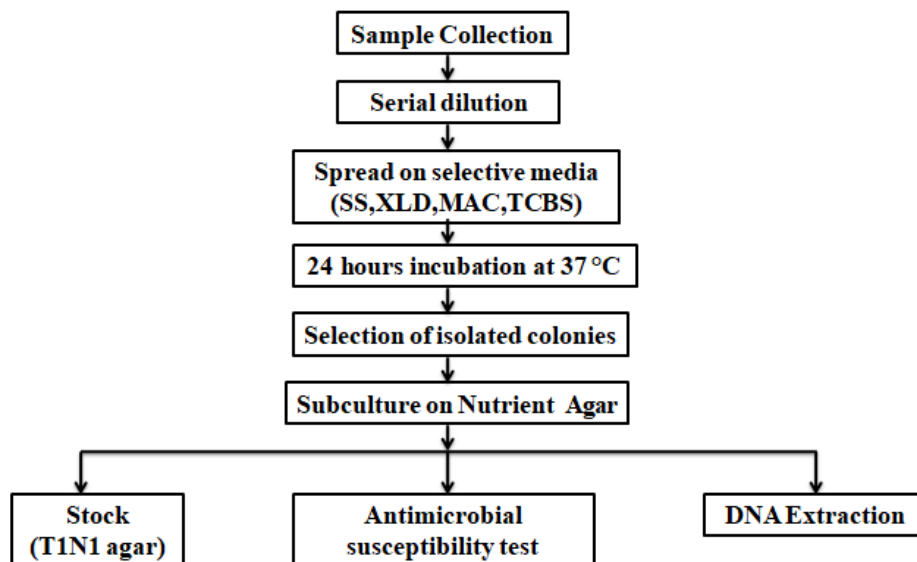 Sample Collection
Serial dilution
Spread on selective media
(SS,XLD,MAC,TCBS)
24 hours incubation at 37 °C
Selection of isolated colonies
Subculture on Nutrient Agar
Stock
(T1N1 agar)
Antimicrobial
susceptibility test
DNA Extraction